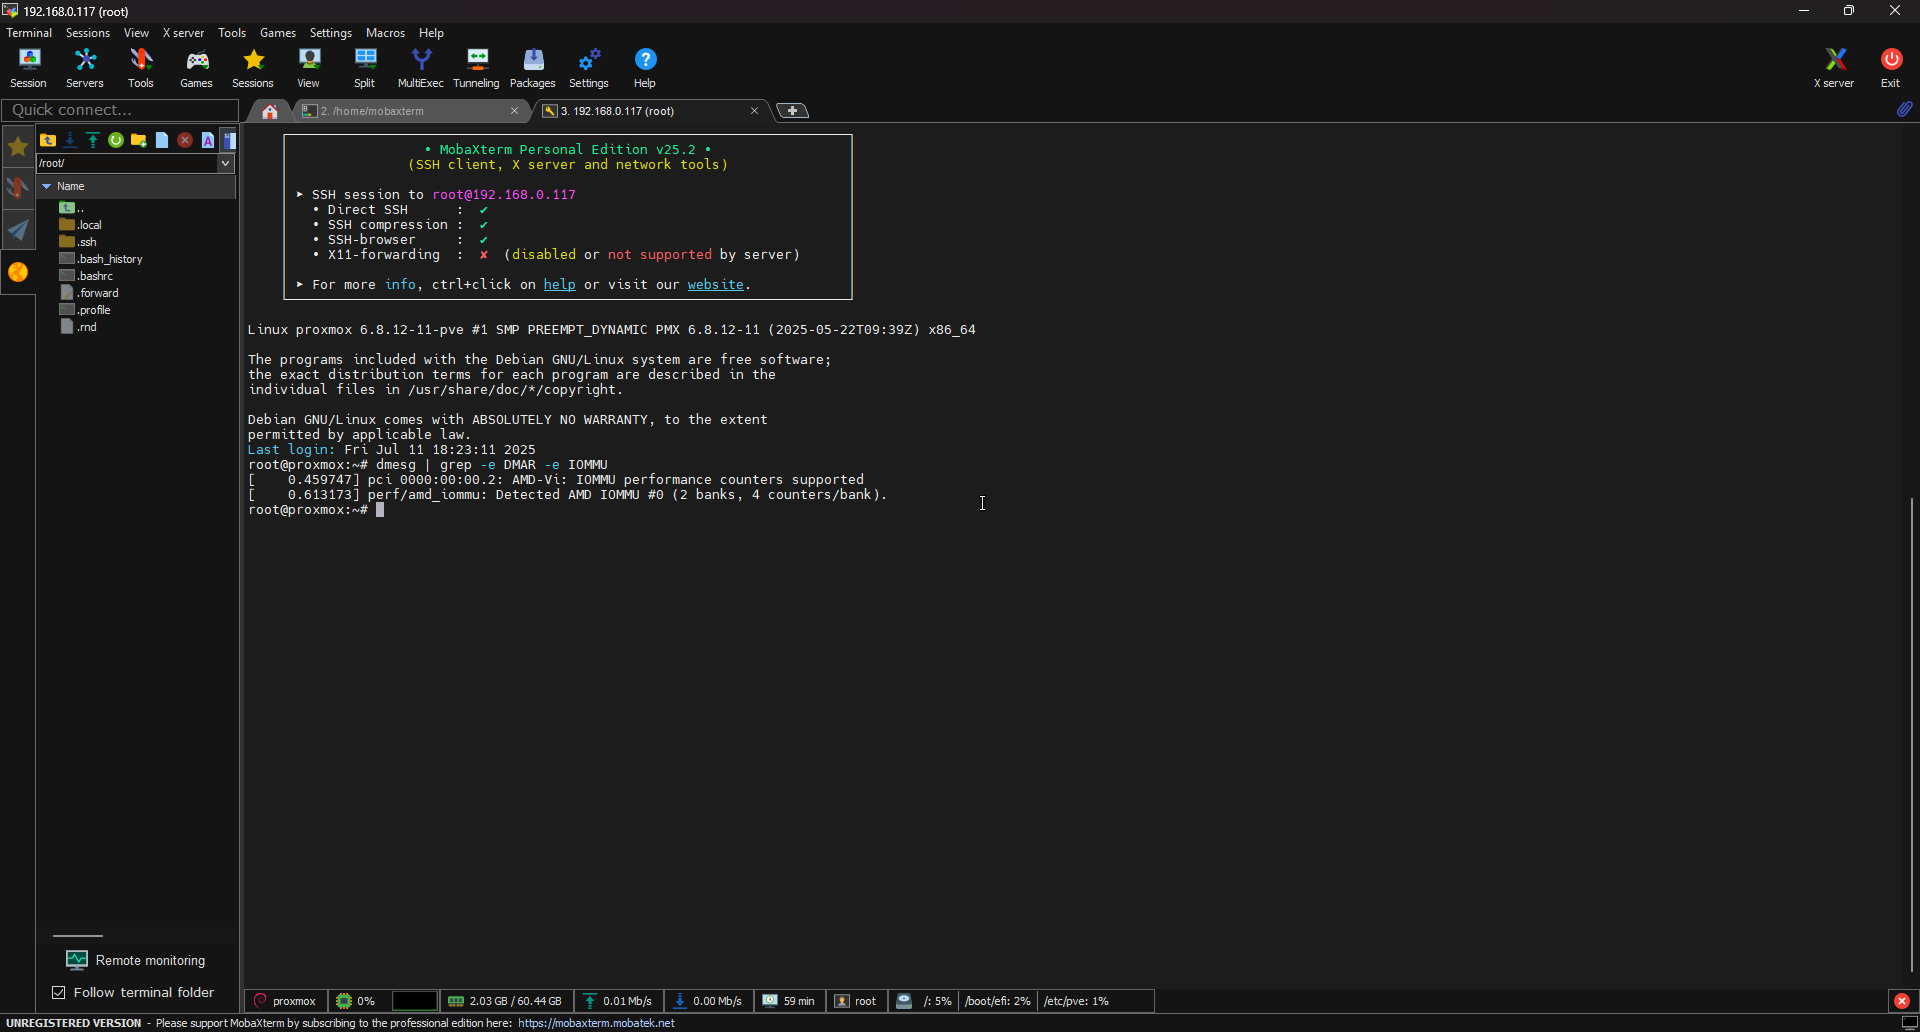 192.168.0.117 (root)
Terminal Sessions View X server Tools Games Settings Macros Help
Session Servers Tools Games Sessions View Split MultiExec Tunneling Packages Settings Help X server Exit
Quick connect...
2. /home/mobaxterm
3. 192.168.0.117 (root)
/root/
Name
..
.local
.ssh
.bash_history
.bashrc
.forward
.profile
.rnd
• MobaXterm Personal Edition v25.2 •
(SSH client, X server and network tools)
➤ SSH session to root@192.168.0.117
• Direct SSH : ✔
• SSH compression : ✔
• SSH-browser : ✔
• X11-forwarding : ✘ (disabled or not supported by server)
➤ For more info, ctrl+click on help or visit our website.
Linux proxmox 6.8.12-11-pve #1 SMP PREEMPT_DYNAMIC PMX 6.8.12-11 (2025-05-22T09:39Z) x86_64
The programs included with the Debian GNU/Linux system are free software;
the exact distribution terms for each program are described in the
individual files in /usr/share/doc/*/copyright.
Debian GNU/Linux comes with ABSOLUTELY NO WARRANTY, to the extent
permitted by applicable law.
Last login: Fri Jul 11 18:23:11 2025
root@proxmox:~# dmesg | grep -e DMAR -e IOMMU
[    0.459747] pci 0000:00:00.2: AMD-Vi: IOMMU performance counters supported
[    0.613173] perf/amd_iommu: Detected AMD IOMMU #0 (2 banks, 4 counters/bank).
root@proxmox:~#
Remote monitoring
Follow terminal folder
proxmox 0% 2.03 GB / 60.44 GB 0.01 Mb/s 0.00 Mb/s 59 min root /: 5% /boot/efi: 2% /etc/pve: 1%
UNREGISTERED VERSION - Please support MobaXterm by subscribing to the professional edition here: https://mobaxterm.mobatek.net